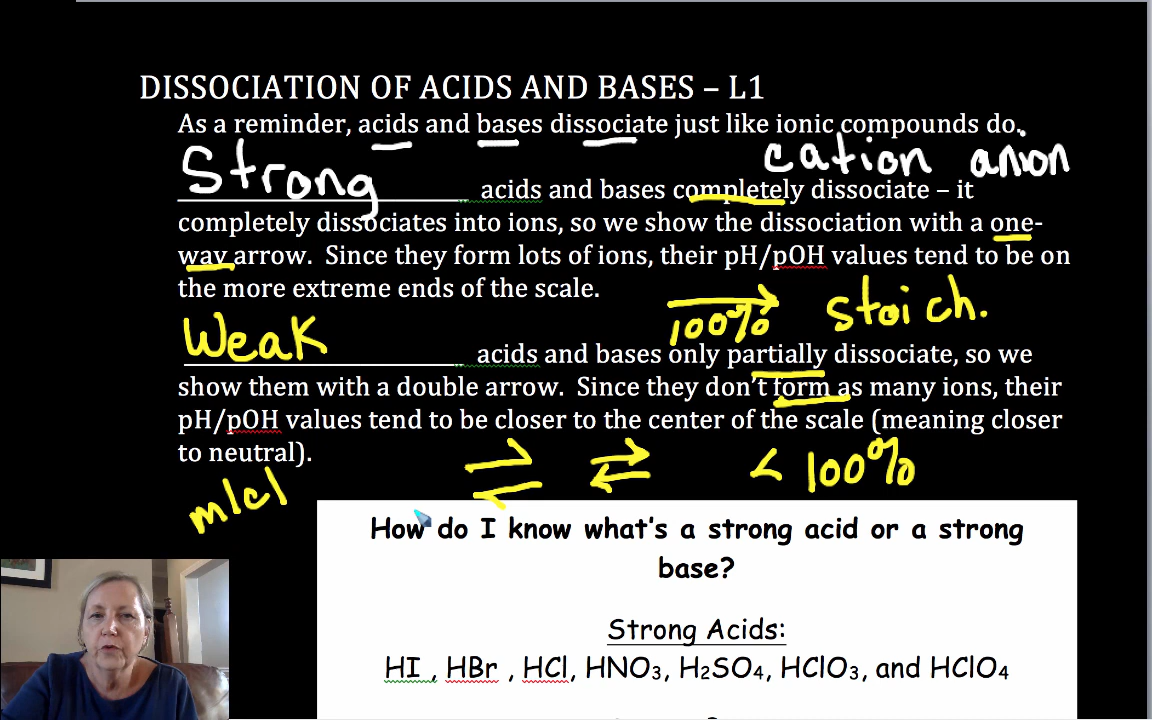 DISSOCIATION OF ACIDS AND BASES – L1
As a reminder, acids and bases dissociate just like ionic compounds do.
cation anion
Strong acids and bases completely dissociate – it
completely dissociates into ions, so we show the dissociation with a one-
way arrow. Since they form lots of ions, their pH/pOH values tend to be on
the more extreme ends of the scale.
100% stoich.
Weak acids and bases only partially dissociate, so we
show them with a double arrow. Since they don't form as many ions, their
pH/pOH values tend to be closer to the center of the scale (meaning closer
to neutral).
< 100%
How do I know what's a strong acid or a strong
base?
Strong Acids:
HI , HBr , HCl, HNO₃, H₂SO₄, HClO₃, and HClO₄